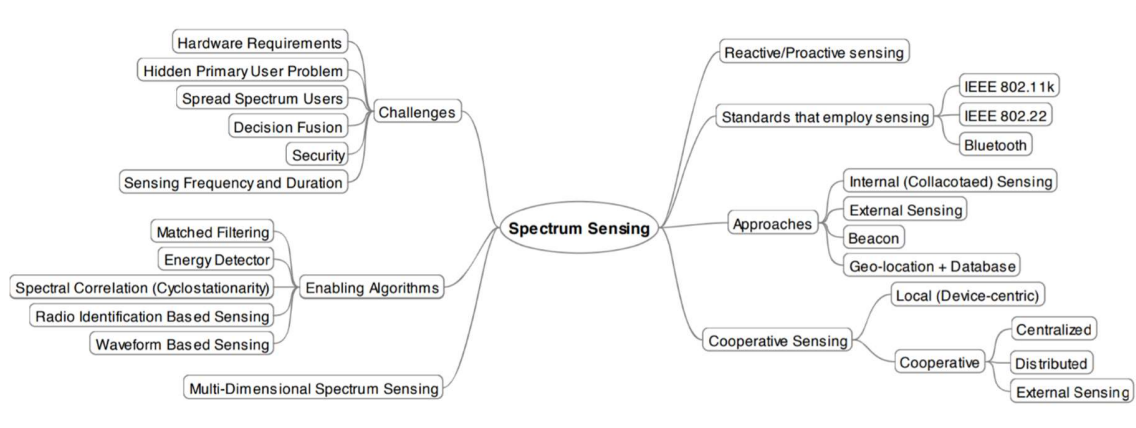 Hardware Requirements
Hidden Primary User Problem
Spread Spectrum Users
Decision Fusion
Security
Sensing Frequency and Duration
Challenges
Matched Filtering
Energy Detector
Spectral Correlation (Cyclostationarity)
Radio Identification Based Sensing
Waveform Based Sensing
Enabling Algorithms
Multi-Dimensional Spectrum Sensing
Spectrum Sensing
Reactive/Proactive sensing
Standards that employ sensing
IEEE 802.11k
IEEE 802.22
Bluetooth
Approaches
Internal (Collacotaed) Sensing
External Sensing
Beacon
Geo-location + Database
Cooperative Sensing
Local (Device-centric)
Cooperative
Centralized
Distributed
External Sensing